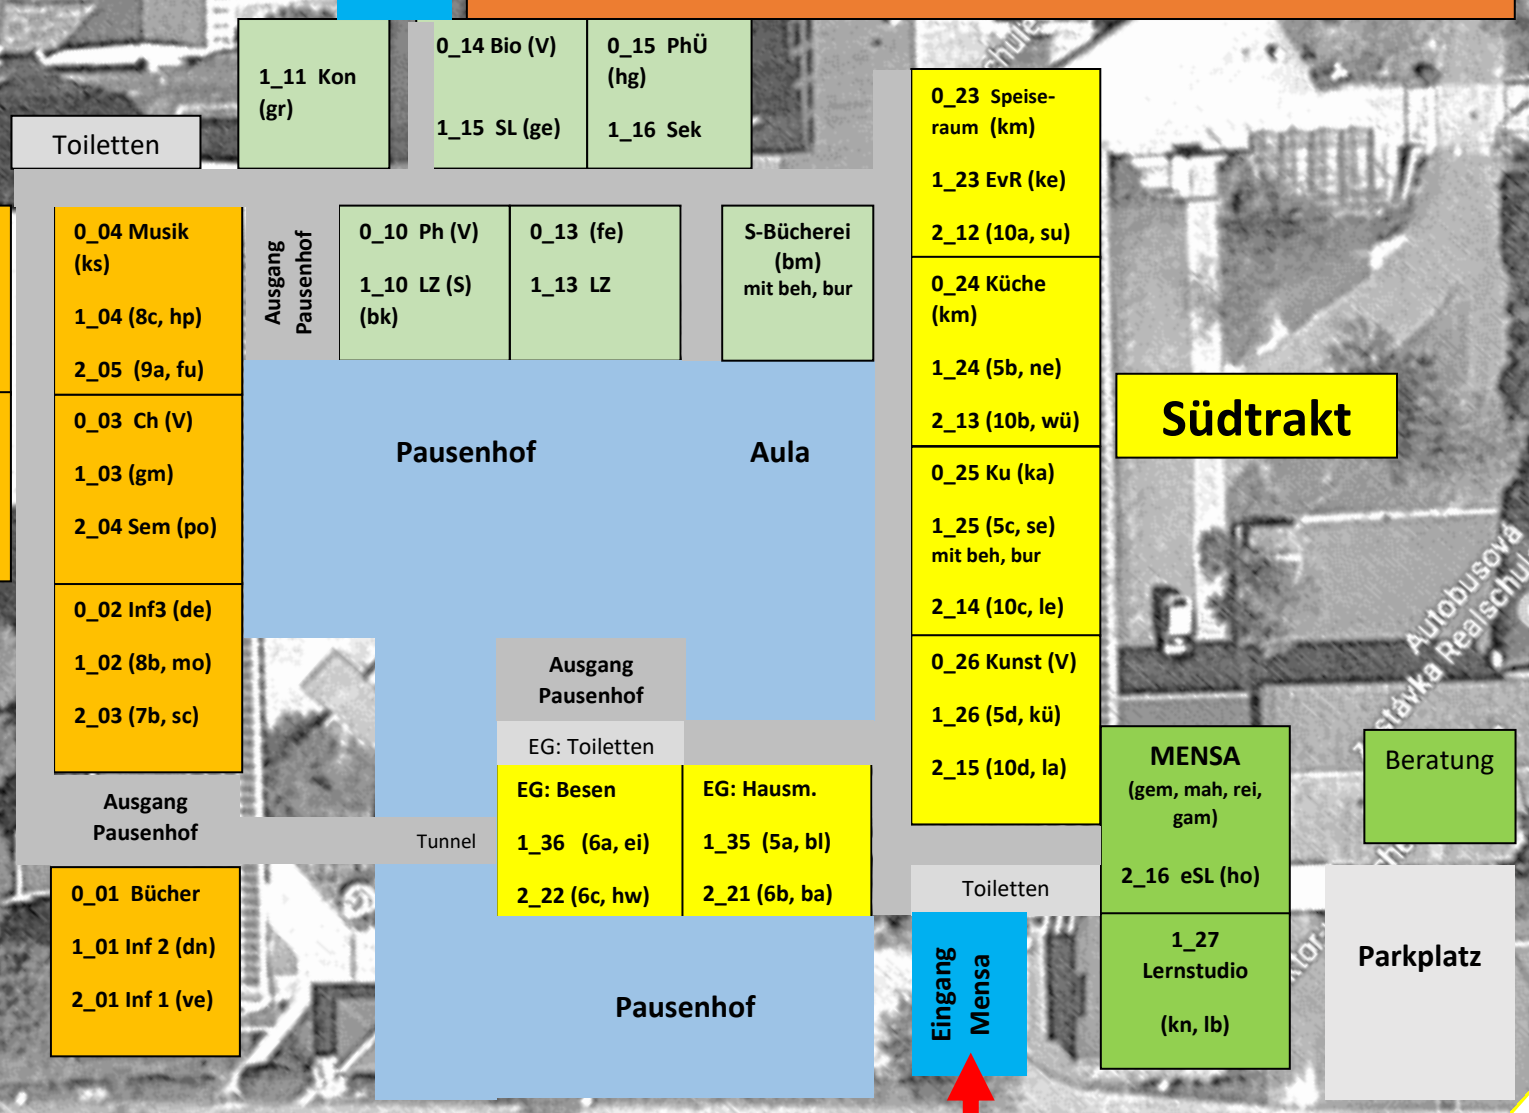 1_11 Kon
(gr)
0_14 Bio (V)
1_15 SL (ge)
0_15 PhÜ
(hg)
1_16 Sek
Toiletten
0_23 Speise-
raum (km)
1_23 EvR (ke)
2_12 (10a, su)
0_04 Musik
(ks)
1_04 (8c, hp)
2_05 (9a, fu)
Ausgang
Pausenhof
0_10 Ph (V)
1_10 LZ (S)
(bk)
0_13 (fe)
1_13 LZ
S-Bücherei
(bm)
mit beh, bur
0_24 Küche
(km)
1_24 (5b, ne)
2_13 (10b, wü)
Südtrakt
0_03 Ch (V)
1_03 (gm)
2_04 Sem (po)
Pausenhof
Aula
0_25 Ku (ka)
1_25 (5c, se)
mit beh, bur
2_14 (10c, le)
0_02 Inf3 (de)
1_02 (8b, mo)
2_03 (7b, sc)
Ausgang
Pausenhof
EG: Toiletten
0_26 Kunst (V)
1_26 (5d, kü)
2_15 (10d, la)
Autobusová
Ausgang
Pausenhof
Tunnel
EG: Besen
1_36 (6a, ei)
2_22 (6c, hw)
EG: Hausm.
1_35 (5a, bl)
2_21 (6b, ba)
MENSA
(gem, mah, rei,
gam)
2_16 eSL (ho)
Beratung
0_01 Bücher
1_01 Inf 2 (dn)
2_01 Inf 1 (ve)
Toiletten
Pausenhof
Eingang
Mensa
1_27
Lernstudio
(kn, lb)
Parkplatz